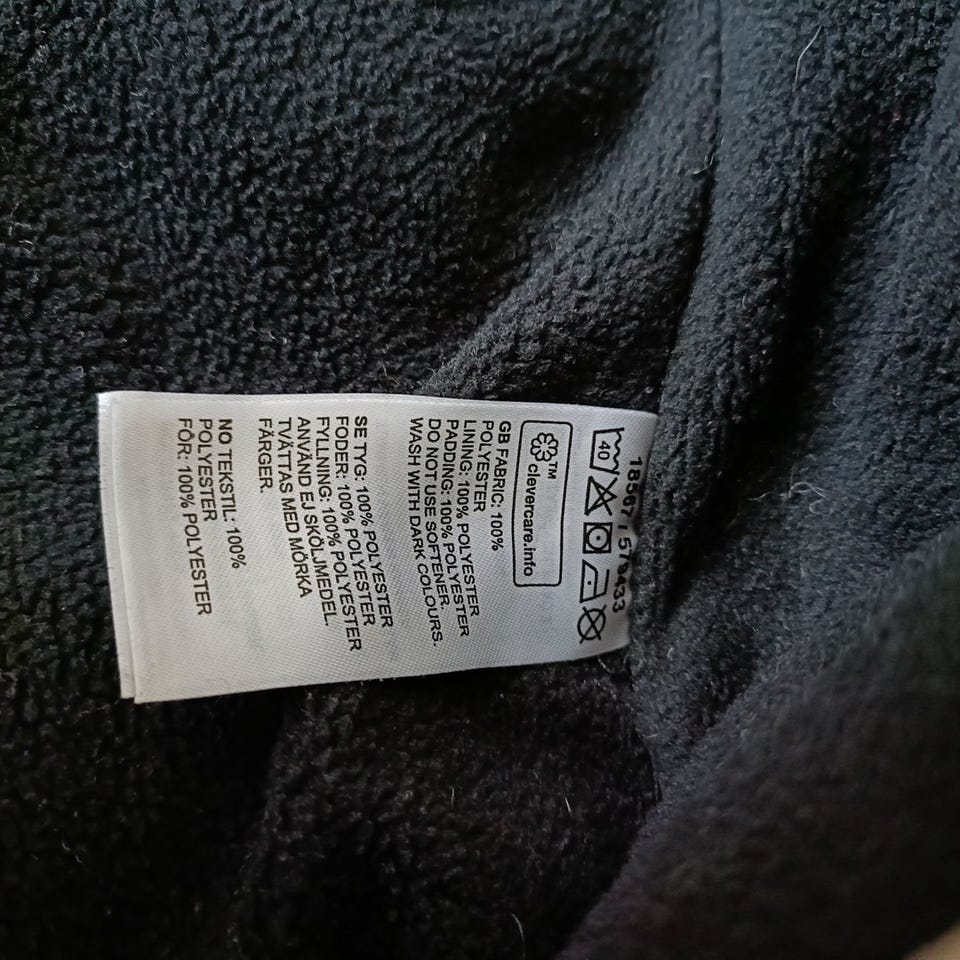 18567 / 579433
40
clevercare.info™
GB FABRIC: 100%
POLYESTER
LINING: 100% POLYESTER
PADDING: 100% POLYESTER
DO NOT USE SOFTENER.
WASH WITH DARK COLOURS.
SE TYG: 100% POLYESTER
FODER: 100% POLYESTER
FYLLNING: 100% POLYESTER
ANVÄND EJ SKÖLJMEDEL.
TVÄTTAS MED MÖRKA
FÄRGER.
NO TEKSTIL: 100%
POLYESTER
FÔR: 100% POLYESTER